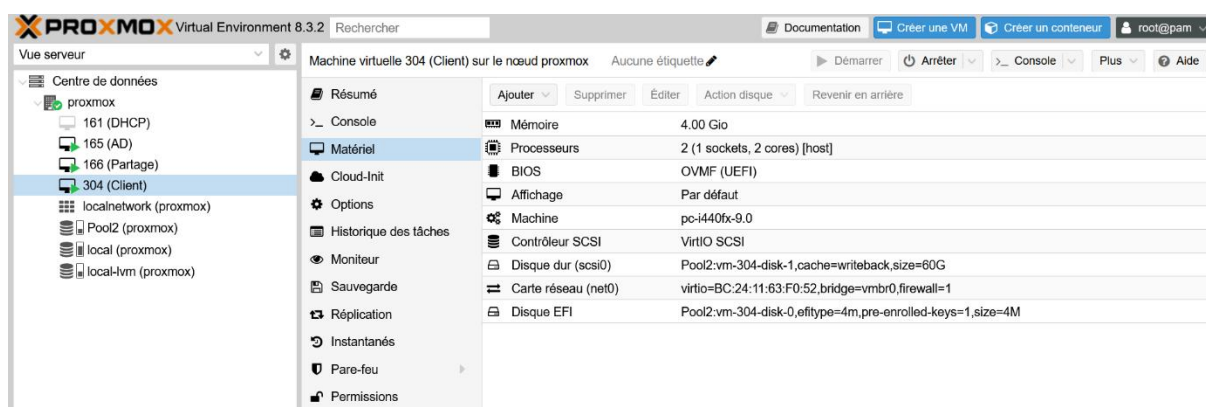 PROXMOX Virtual Environment 8.3.2 Rechercher Documentation Créer une VM Créer un conteneur root@pam
Vue serveur
Centre de données
proxmox
161 (DHCP)
165 (AD)
166 (Partage)
304 (Client)
localnetwork (proxmox)
Pool2 (proxmox)
local (proxmox)
local-lvm (proxmox)
Machine virtuelle 304 (Client) sur le nœud proxmox Aucune étiquette Démarrer Arrêter >_ Console Plus Aide
Résumé
>_ Console
Matériel
Cloud-Init
Options
Historique des tâches
Moniteur
Sauvegarde
Réplication
Instantanés
Pare-feu
Permissions
Ajouter Supprimer Éditer Action disque Revenir en arrière
Mémoire 4.00 Gio
Processeurs 2 (1 sockets, 2 cores) [host]
BIOS OVMF (UEFI)
Affichage Par défaut
Machine pc-i440fx-9.0
Contrôleur SCSI VirtIO SCSI
Disque dur (scsi0) Pool2:vm-304-disk-1,cache=writeback,size=60G
Carte réseau (net0) virtio=BC:24:11:63:F0:52,bridge=vmbr0,firewall=1
Disque EFI Pool2:vm-304-disk-0,efitype=4m,pre-enrolled-keys=1,size=4M